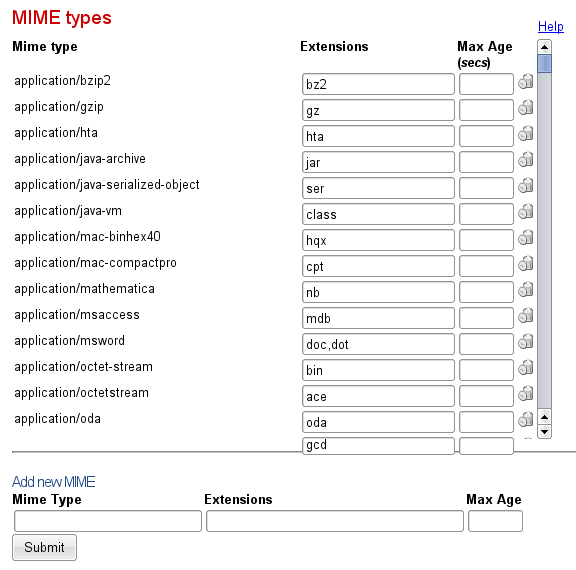 MIME types
Help
Mime type Extensions Max Age
(secs)
application/bzip2 bz2
application/gzip gz
application/hta hta
application/java-archive jar
application/java-serialized-object ser
application/java-vm class
application/mac-binhex40 hqx
application/mac-compactpro cpt
application/mathematica nb
application/msaccess mdb
application/msword doc,dot
application/octet-stream bin
application/octetstream ace
application/oda oda
gcd
Add new MIME
Mime Type Extensions Max Age
Submit